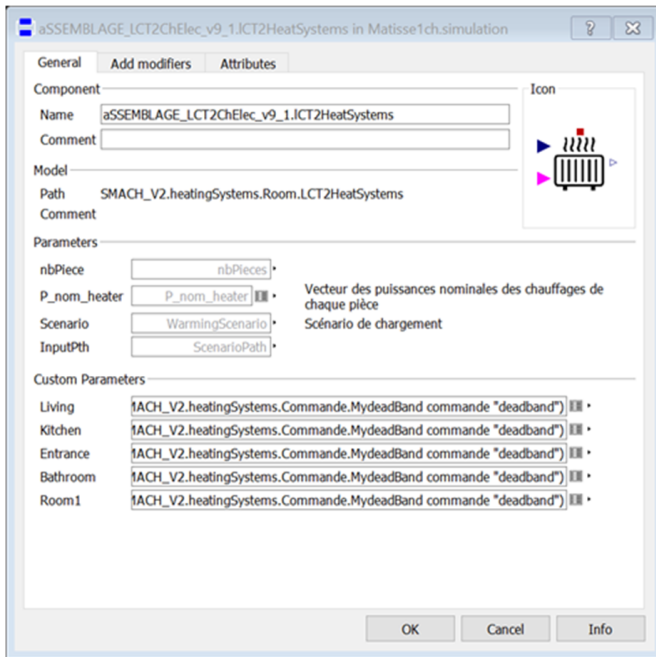 aSSEMBLAGE_LCT2ChElec_v9_1.lCT2HeatSystems in Matisse1ch.simulation
General Add modifiers Attributes
Component
Icon
Name aSSEMBLAGE_LCT2ChElec_v9_1.lCT2HeatSystems
Comment
Model
Path SMACH_V2.heatingSystems.Room.LCT2HeatSystems
Comment
Parameters
nbPiece nbPieces
P_nom_heater P_nom_heater Vecteur des puissances nominales des chauffages de
chaque pièce
Scenario WarmingScenario Scénario de chargement
InputPth ScenarioPath
Custom Parameters
Living MACH_V2.heatingSystems.Commande.MydeadBand commande "deadband")
Kitchen MACH_V2.heatingSystems.Commande.MydeadBand commande "deadband")
Entrance MACH_V2.heatingSystems.Commande.MydeadBand commande "deadband")
Bathroom MACH_V2.heatingSystems.Commande.MydeadBand commande "deadband")
Room1 MACH_V2.heatingSystems.Commande.MydeadBand commande "deadband")
OK Cancel Info